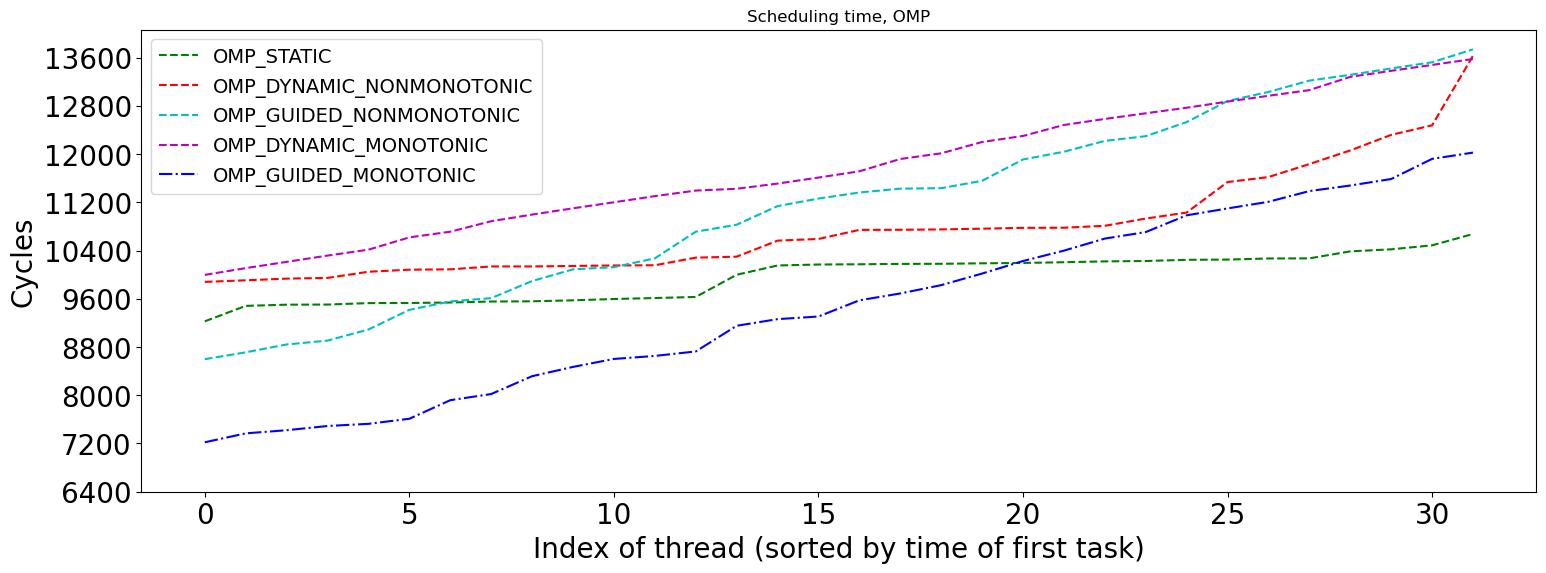 Scheduling time, OMP
OMP_STATIC
OMP_DYNAMIC_NONMONOTONIC
OMP_GUIDED_NONMONOTONIC
OMP_DYNAMIC_MONOTONIC
OMP_GUIDED_MONOTONIC
13600
12800
12000
11200
10400
9600
8800
8000
7200
6400
Cycles
0 5 10 15 20 25 30
Index of thread (sorted by time of first task)